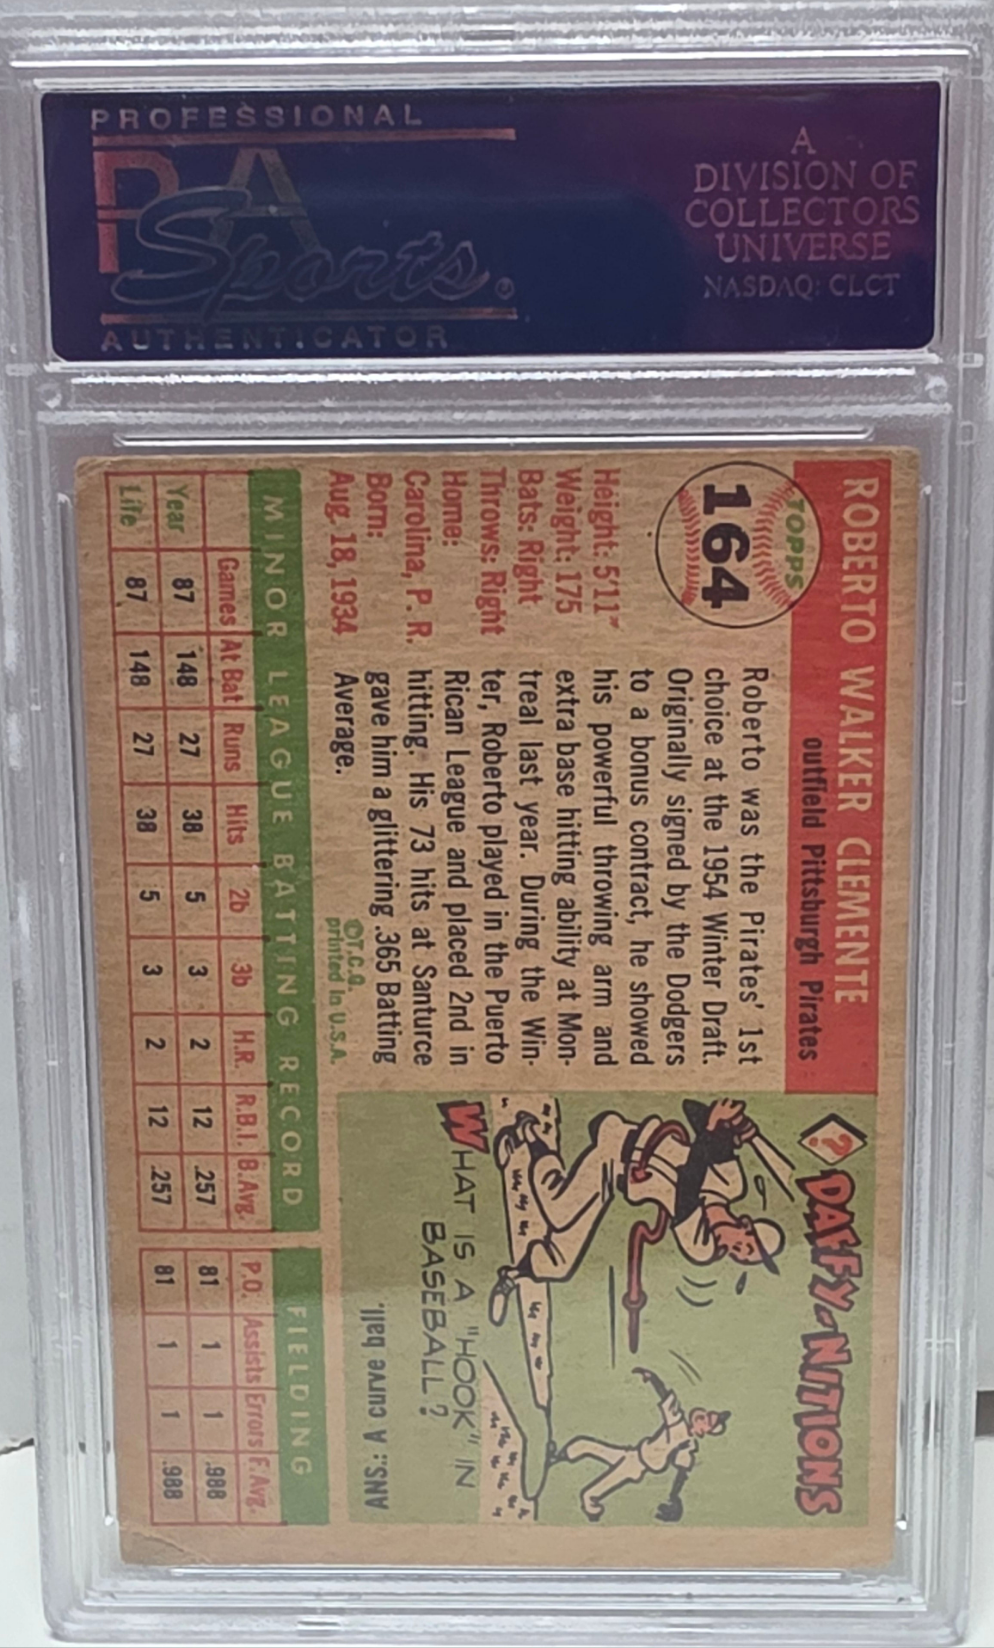 PROFESSIONAL
PSA
Sports
AUTHENTICATOR
A
DIVISION OF
COLLECTORS
UNIVERSE
NASDAQ: CLCT
ROBERTO WALKER CLEMENTE
outfield Pittsburgh Pirates
TOPPS
164
Height: 5'11"
Weight: 175
Bats: Right
Throws: Right
Home:
Carolina, P. R.
Born:
Aug. 18, 1934
Roberto was the Pirates' 1st
choice at the 1954 Winter Draft.
Originally signed by the Dodgers
to a bonus contract, he showed
his powerful throwing arm and
extra base hitting ability at Mon-
treal last year. During the Win-
ter, Roberto played in the Puerto
Rican League and placed 2nd in
hitting. His 73 hits at Santurce
gave him a glittering .365 Batting
Average.
©T.C.G.
printed in U.S.A.
? DAFFY-NITIONS
WHAT IS A "HOOK" IN
BASEBALL?
ANS: A curve ball.
MINOR LEAGUE BATTING RECORD FIELDING
Games At Bat Runs Hits 2b 3b H.R. R.B.I. B.Avg. P.O. Assists Errors F.Avg.
Year 87 148 27 38 5 3 2 12 .257 81 1 1 .988
Life 87 148 27 38 5 3 2 12 .257 81 1 1 .988